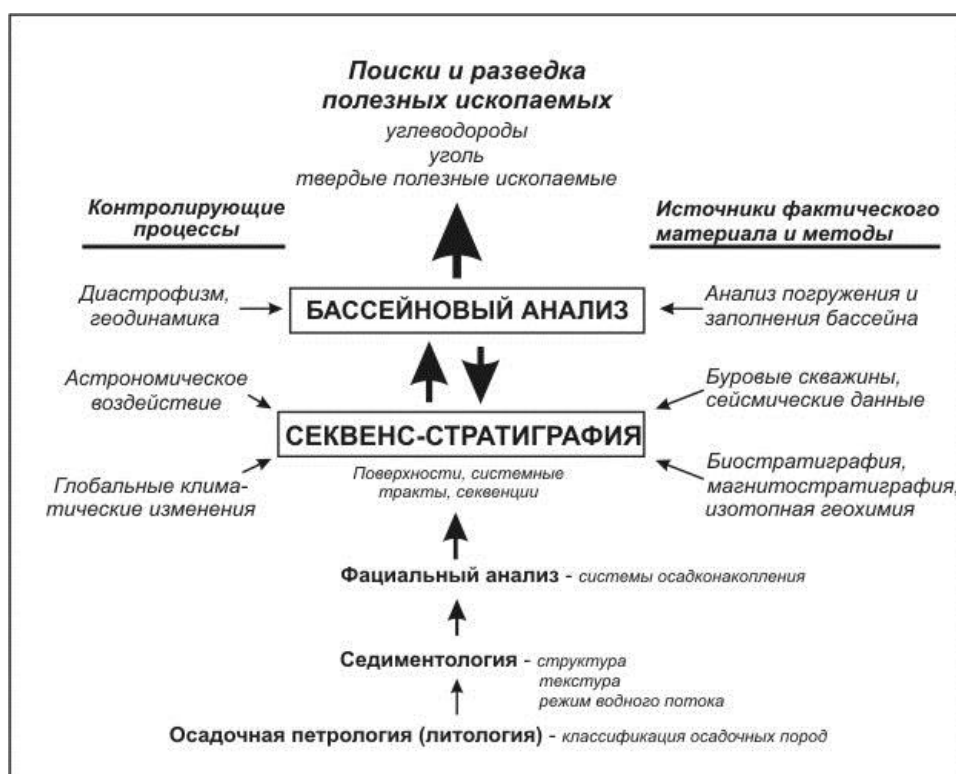 Поиски и разведка
полезных ископаемых
углеводороды
уголь
твердые полезные ископаемые
Контролирующие
процессы
Источники фактического
материала и методы
Диастрофизм,
геодинамика
БАССЕЙНОВЫЙ АНАЛИЗ
Анализ погружения и
заполнения бассейна
Астрономическое
воздействие
Буровые скважины,
сейсмические данные
СЕКВЕНС-СТРАТИГРАФИЯ
Поверхности, системные
тракты, секвенции
Глобальные клима-
тические изменения
Биостратиграфия,
магнитостратиграфия,
изотопная геохимия
Фациальный анализ - системы осадконакопления
Седиментология - структура
текстура
режим водного потока
Осадочная петрология (литология) - классификация осадочных пород